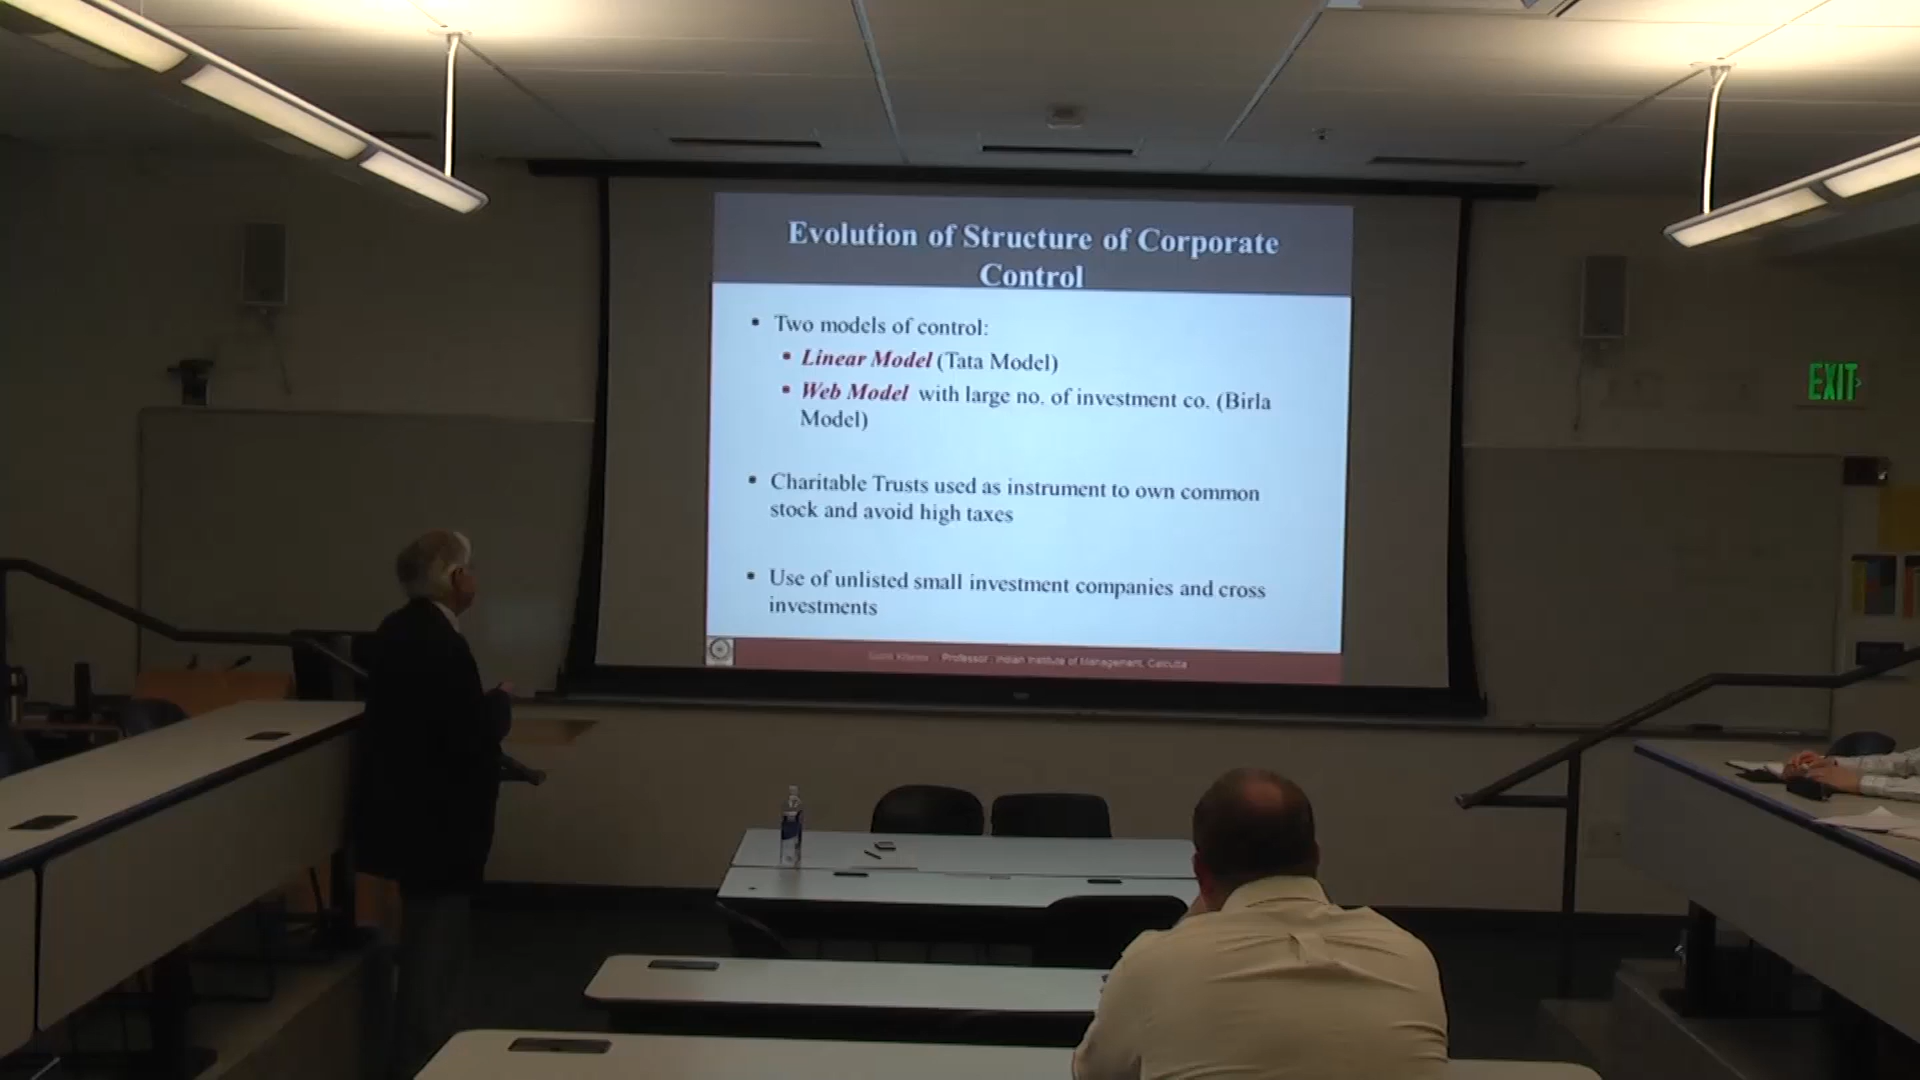 Evolution of Structure of Corporate
Control
• Two models of control:
• Linear Model (Tata Model)
• Web Model with large no. of investment co. (Birla
Model)
• Charitable Trusts used as instrument to own common
stock and avoid high taxes
• Use of unlisted small investment companies and cross
investments
Professor, Indian Institute of Management, Calcutta
EXIT